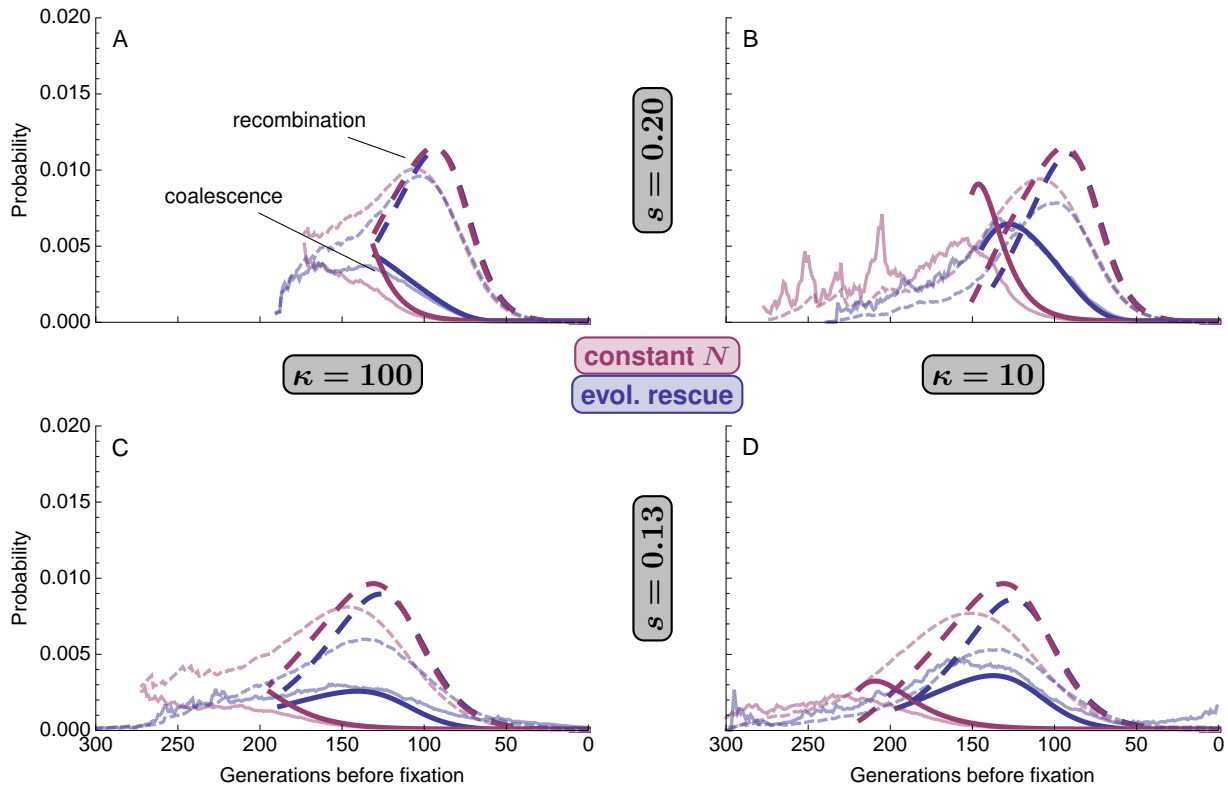 A
B
0.020
0.015
0.010
0.005
0.000
Probability
recombination
coalescence
s = 0.20
constant N
evol. rescue
κ = 100
κ = 10
C
D
0.020
0.015
0.010
0.005
0.000
Probability
s = 0.13
300 250 200 150 100 50 0
300 250 200 150 100 50 0
Generations before fixation
Generations before fixation